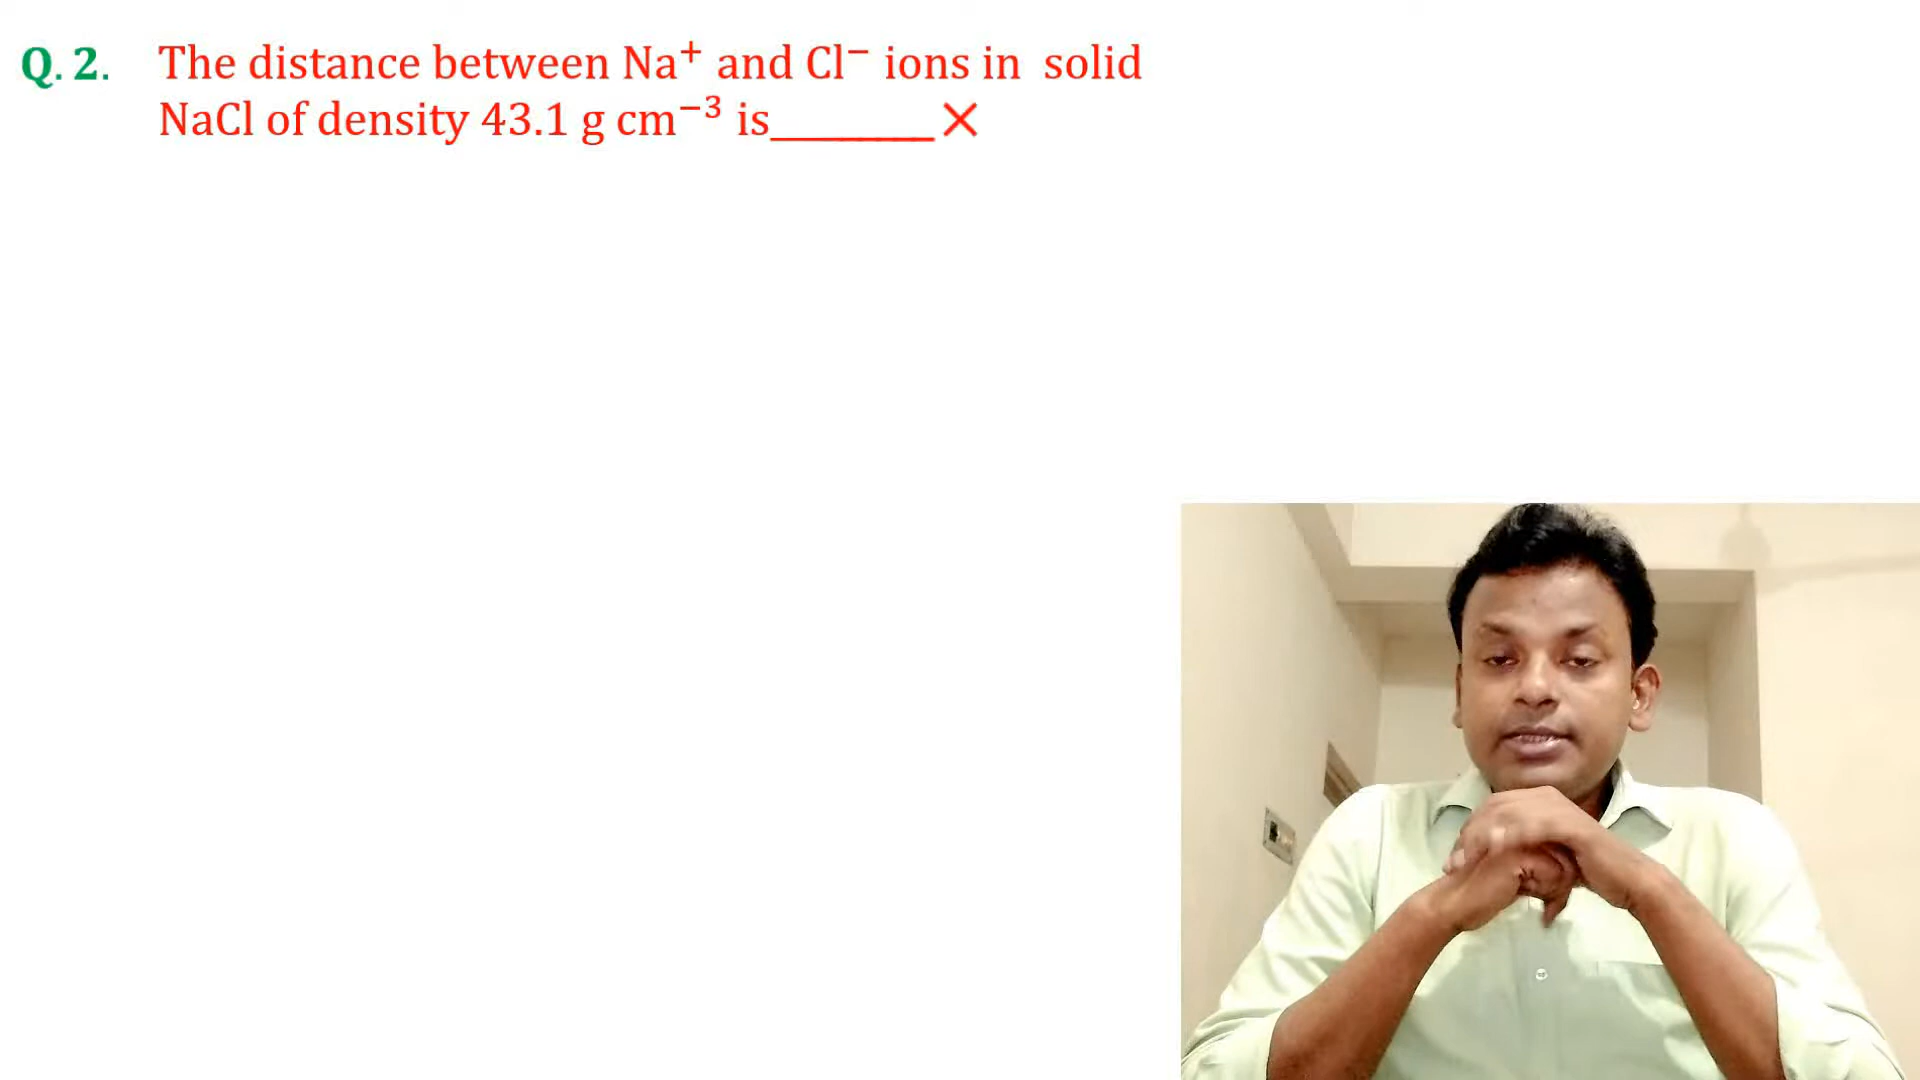 Q. 2. The distance between Na⁺ and Cl⁻ ions in solid
NaCl of density 43.1 g cm⁻³ is________×